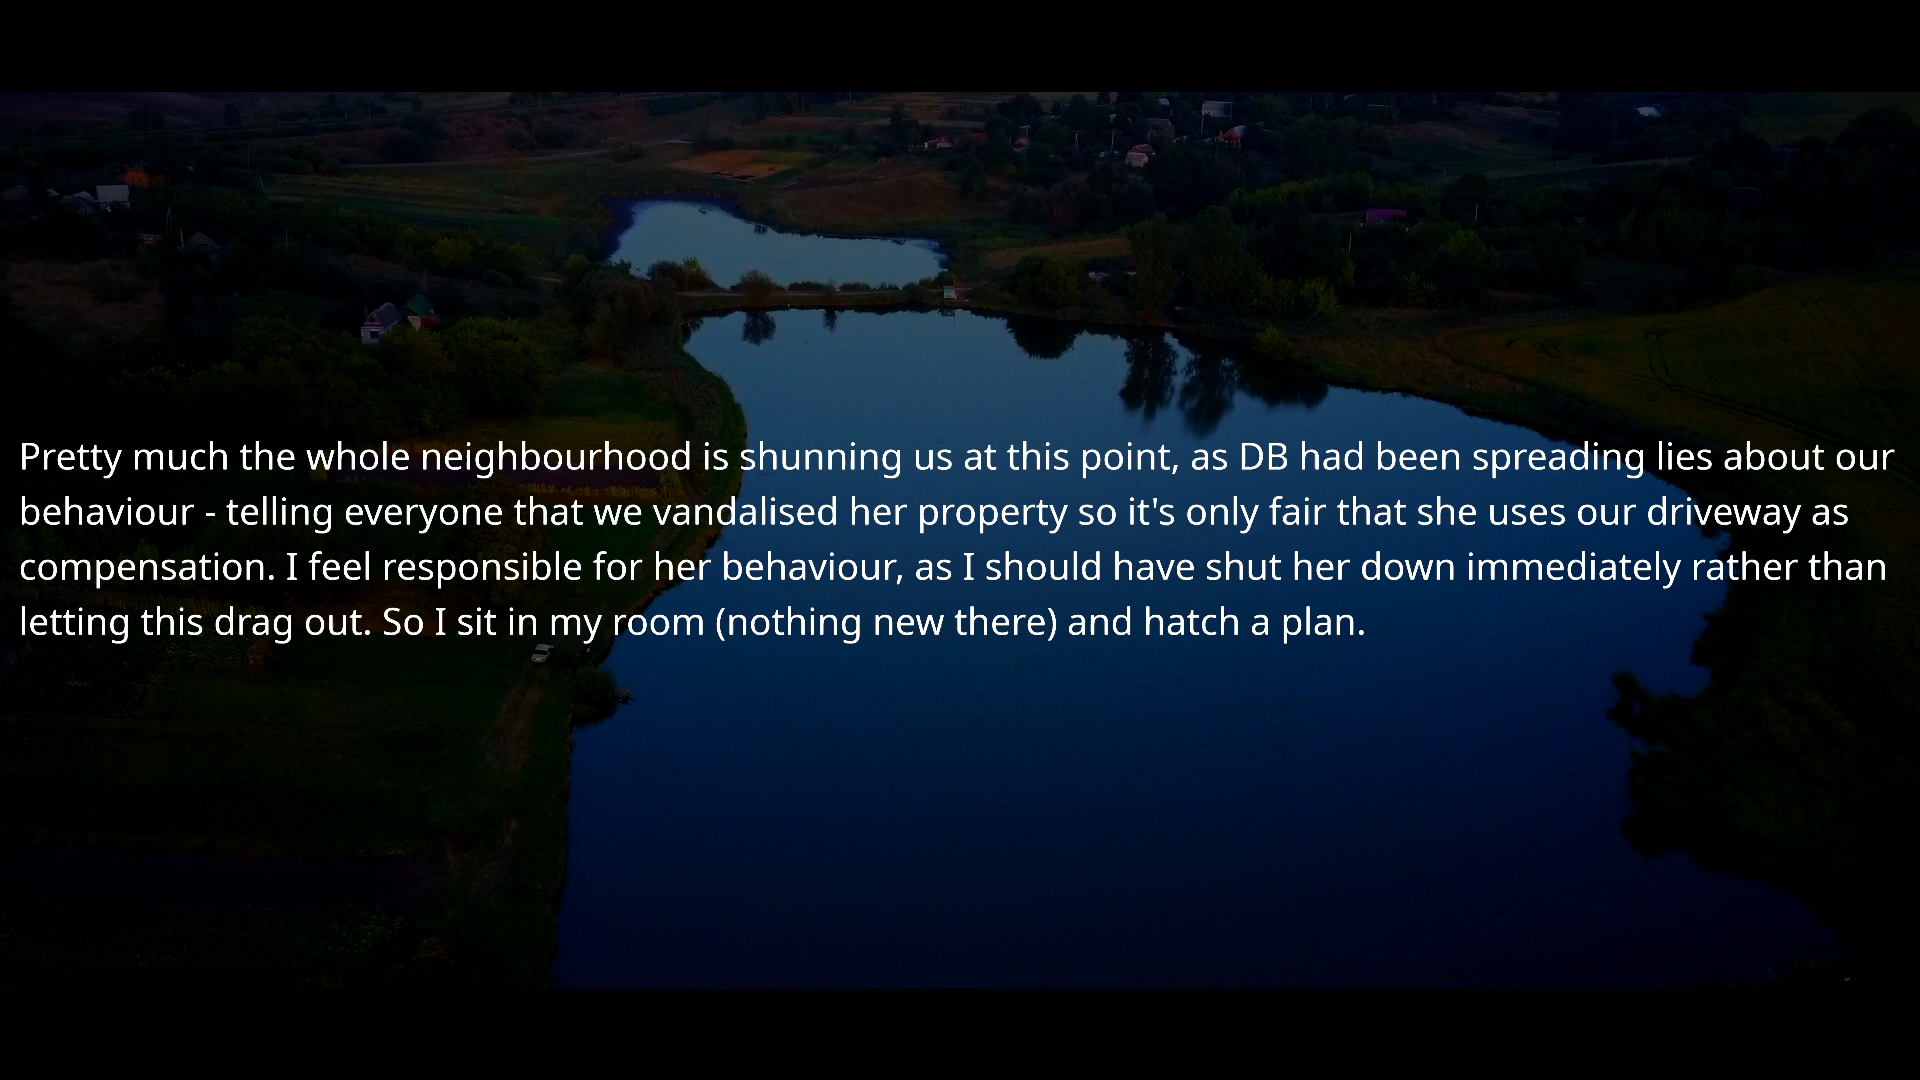 Pretty much the whole neighbourhood is shunning us at this point, as DB had been spreading lies about our
behaviour - telling everyone that we vandalised her property so it's only fair that she uses our driveway as
compensation. I feel responsible for her behaviour, as I should have shut her down immediately rather than
letting this drag out. So I sit in my room (nothing new there) and hatch a plan.